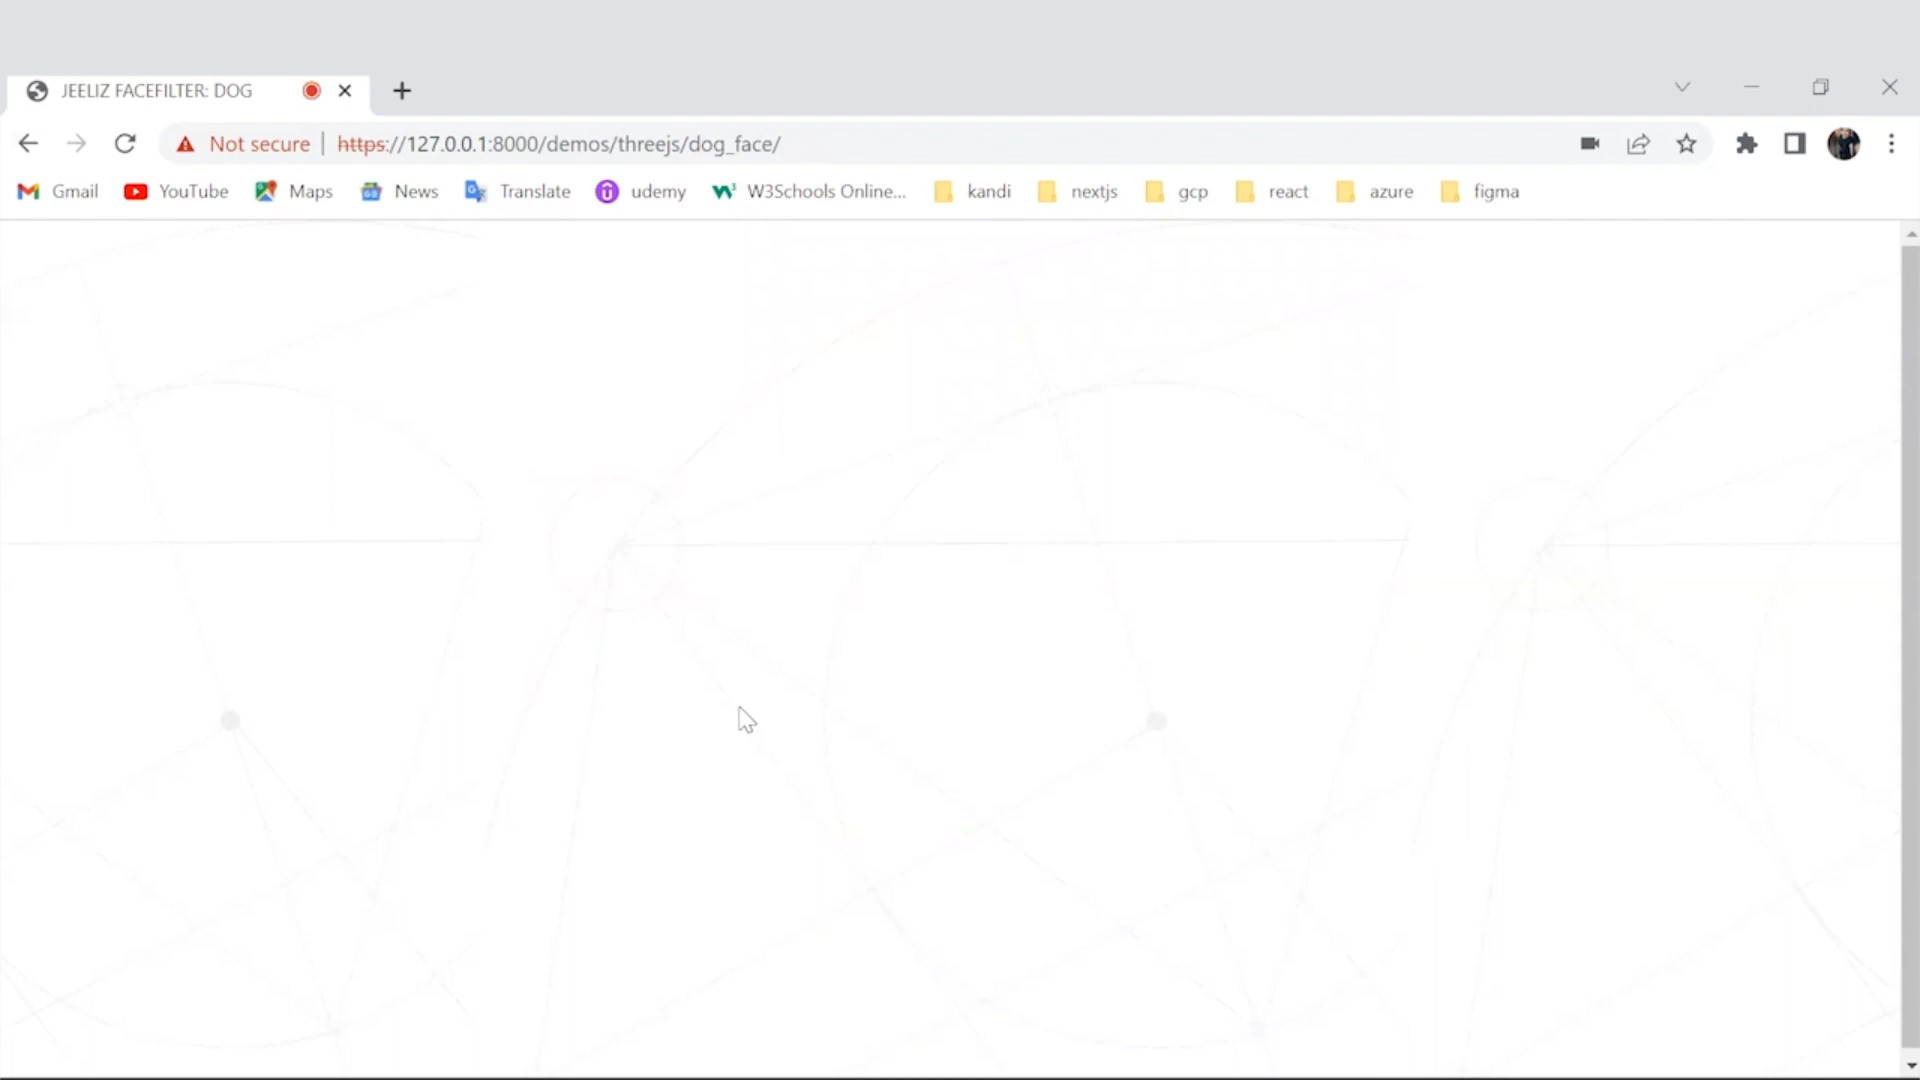 JEELIZ FACEFILTER: DOG
Not secure | https://127.0.0.1:8000/demos/threejs/dog_face/
Gmail YouTube Maps News Translate udemy W3Schools Online... kandi nextjs gcp react azure figma